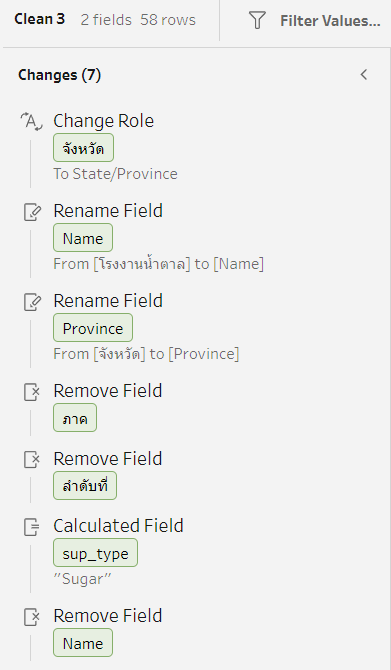 Clean 3 2 fields 58 rows Filter Values...
Changes (7)
Change Role
จังหวัด
To State/Province
Rename Field
Name
From [โรงงานน้ำตาล] to [Name]
Rename Field
Province
From [จังหวัด] to [Province]
Remove Field
ภาค
Remove Field
ลำดับที่
Calculated Field
sup_type
"Sugar"
Remove Field
Name